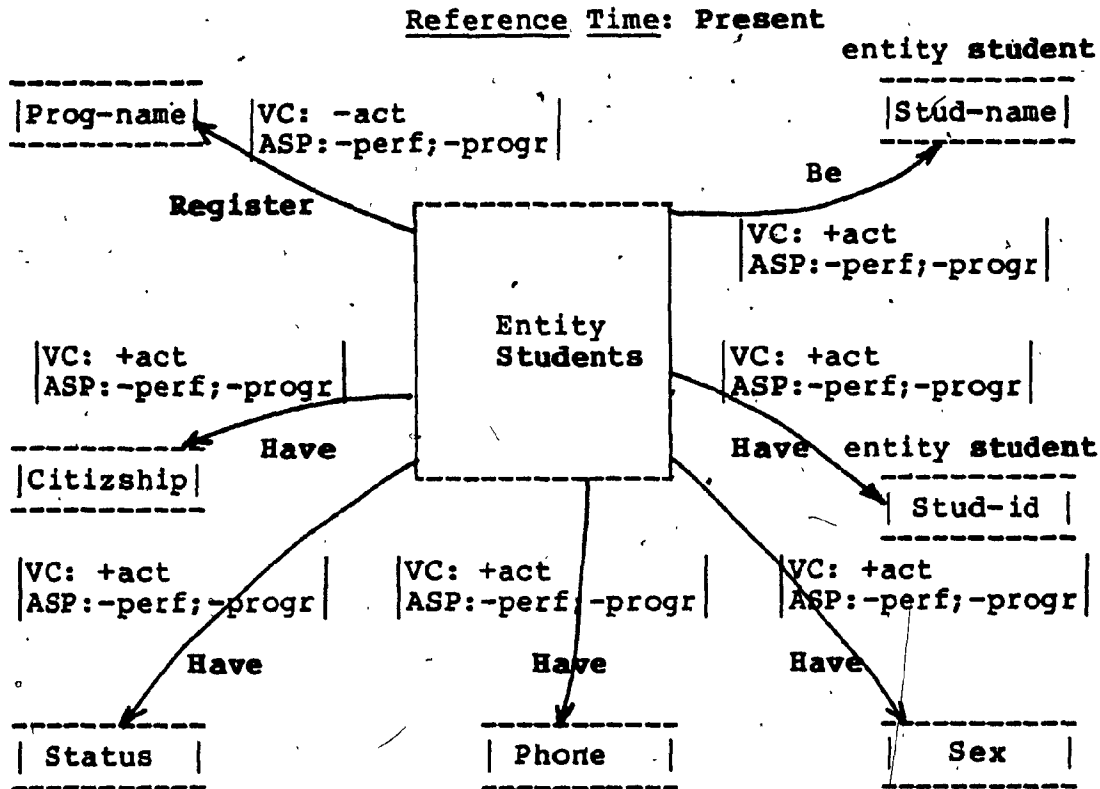 Reference Time: Present
entity student
|Prog-name|
|VC: -act
ASP:-perf;-progr|
|Stud-name|
Register
Be
|VC: +act
ASP:-perf;-progr|
Entity
Students
|VC: +act
ASP:-perf;-progr|
|VC: +act
ASP:-perf;-progr|
Have
Have
entity student
|Citizship|
| Stud-id |
|VC: +act
ASP:-perf;-progr|
|VC: +act
ASP:-perf;-progr|
|VC: +act
ASP:-perf;-progr|
Have
Have
Have
| Status |
| Phone |
| Sex |